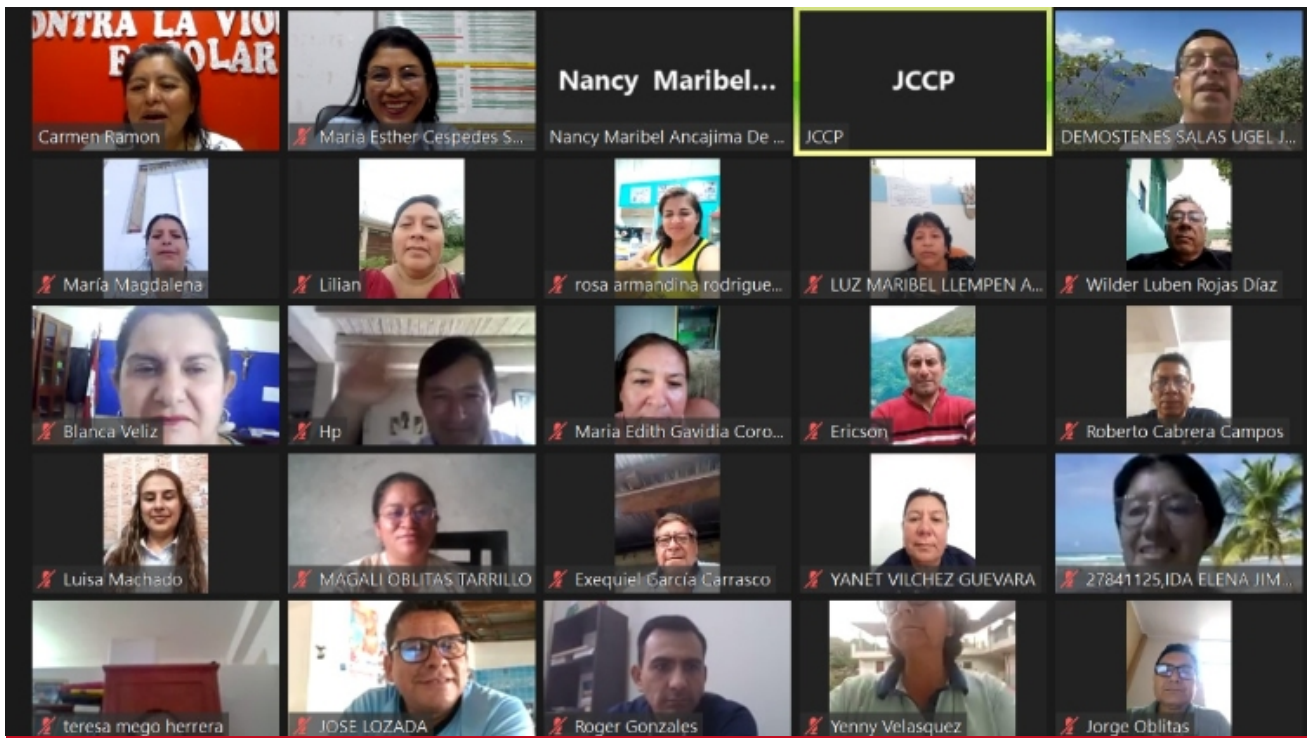 ONTRA LA VIO
ESCOLAR
Carmen Ramon
Maria Esther Cespedes S...
Nancy Maribel...
Nancy Maribel Ancajima De ...
JCCP
JCCP
DEMOSTENES SALAS UGEL J...
María Magdalena
Lilian
rosa armandina rodrigue...
LUZ MARIBEL LLEMPEN A...
Wilder Luben Rojas Díaz
Blanca Veliz
Hp
Maria Edith Gavidia Coro...
Ericson
Roberto Cabrera Campos
Luisa Machado
MAGALI OBLITAS TARRILLO
Exequiel García Carrasco
YANET VILCHEZ GUEVARA
27841125,IDA ELENA JIM...
teresa mego herrera
JOSE LOZADA
Roger Gonzales
Yenny Velasquez
Jorge Oblitas